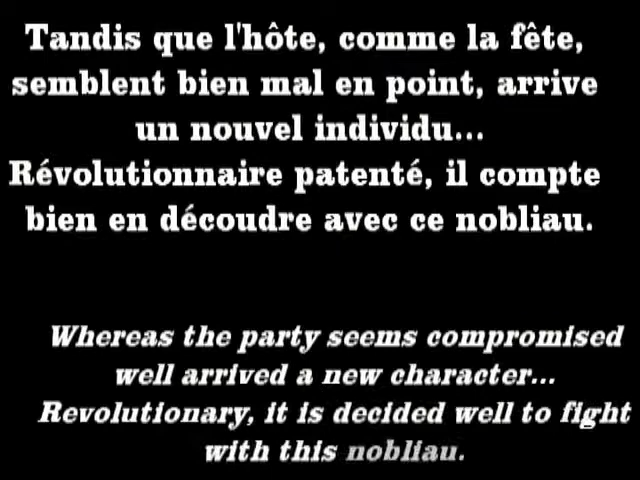 Tandis que l'hôte, comme la fête,
semblent bien mal en point, arrive
un nouvel individu...
Révolutionnaire patenté, il compte
bien en découdre avec ce nobliau.
Whereas the party seems compromised
well arrived a new character...
Revolutionary, it is decided well to fight
with this nobliau.